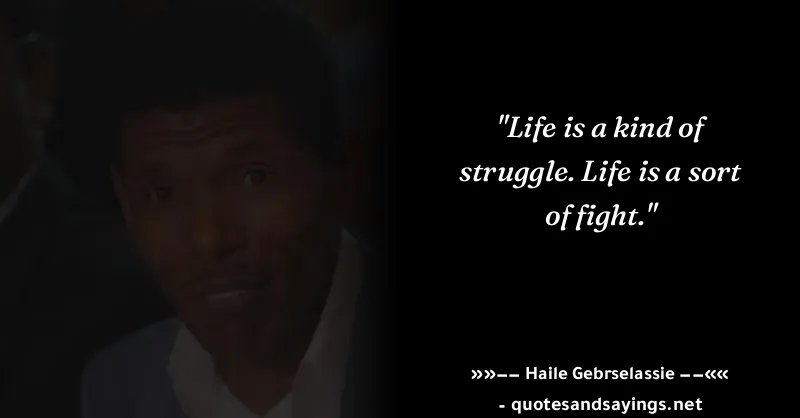 "Life is a kind of
struggle. Life is a sort
of fight."
»»–– Haile Gebrselassie ––««
- quotesandsayings.net